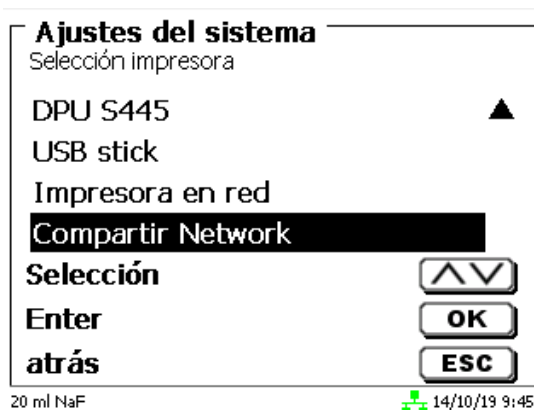 Ajustes del sistema
Selección impresora
DPU S445
USB stick
Impresora en red
Compartir Network
Selección
Enter OK
atrás ESC
20 ml NaF 14/10/19 9:45